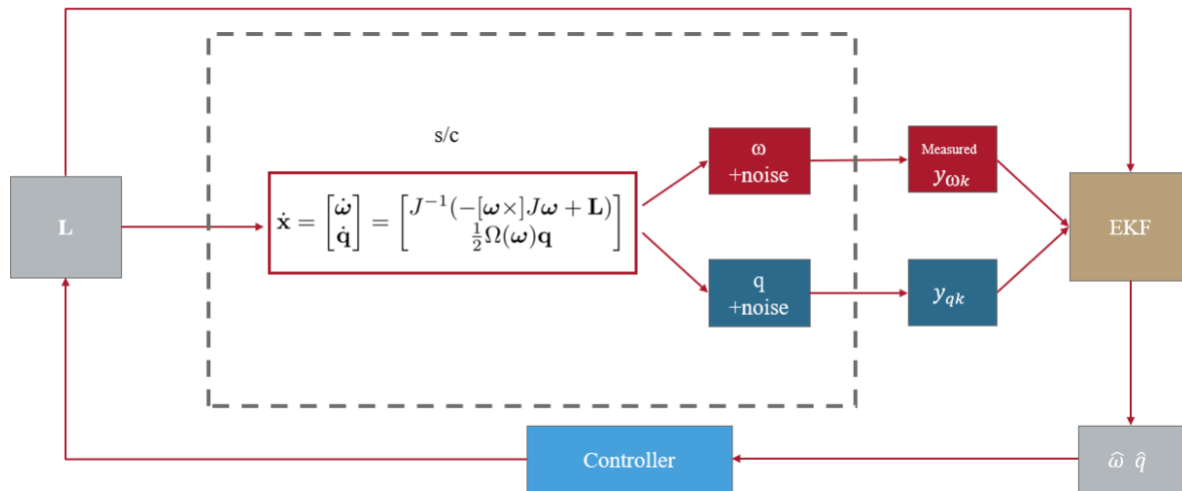 s/c
L
ẋ = [ω̇ q̇] = [J⁻¹(-[ω×]Jω + L) ½Ω(ω)q]
ω
+noise
Measured
yωk
EKF
q
+noise
yqk
Controller
ω̂ q̂